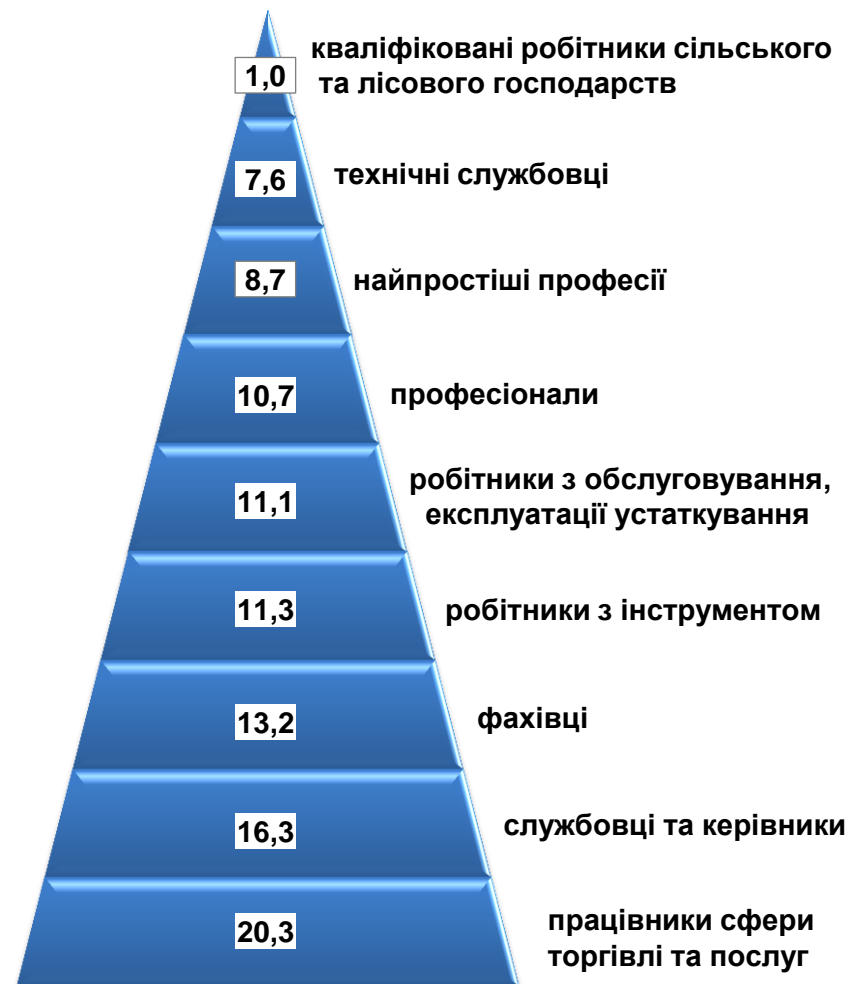 кваліфіковані робітники сільського
та лісового господарств
1,0
технічні службовці
7,6
найпростіші професії
8,7
професіонали
10,7
робітники з обслуговування,
експлуатації устаткування
11,1
робітники з інструментом
11,3
фахівці
13,2
службовці та керівники
16,3
працівники сфери
торгівлі та послуг
20,3